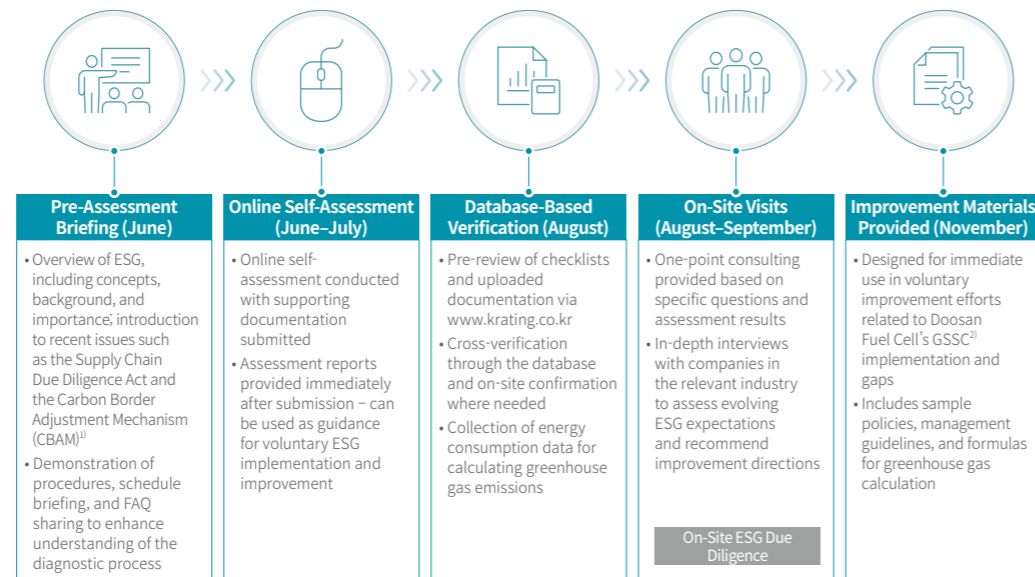 Pre-Assessment
Briefing (June)
• Overview of ESG,
including concepts,
background, and
importance; introduction
to recent issues such
as the Supply Chain
Due Diligence Act and
the Carbon Border
Adjustment Mechanism
(CBAM)1)
• Demonstration of
procedures, schedule
briefing, and FAQ
sharing to enhance
understanding of the
diagnostic process
Online Self-Assessment
(June–July)
• Online self-
assessment conducted
with supporting
documentation
submitted
• Assessment reports
provided immediately
after submission – can
be used as guidance
for voluntary ESG
implementation and
improvement
Database-Based
Verification (August)
• Pre-review of checklists
and uploaded
documentation via
www.krating.co.kr
• Cross-verification
through the database
and on-site confirmation
where needed
• Collection of energy
consumption data for
calculating greenhouse
gas emissions
On-Site Visits
(August–September)
• One-point consulting
provided based on
specific questions and
assessment results
• In-depth interviews
with companies in
the relevant industry
to assess evolving
ESG expectations
and recommend
improvement directions
On-Site ESG Due
Diligence
Improvement Materials
Provided (November)
• Designed for immediate
use in voluntary
improvement efforts
related to Doosan
Fuel Cell's GSSC2)
implementation and
gaps
• Includes sample
policies, management
guidelines, and formulas
for greenhouse gas
calculation